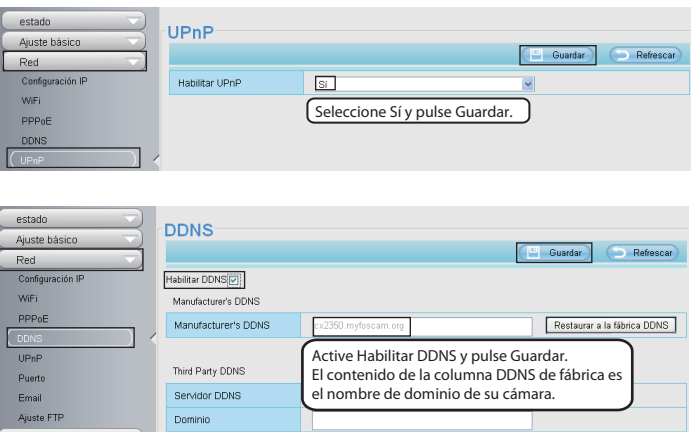 estado
Ajuste básico
Red
Configuración IP
WiFi
PPPoE
DDNS
UPnP
UPnP
Guardar
Refrescar
Habilitar UPnP
Sí
Seleccione Sí y pulse Guardar.
estado
Ajuste básico
Red
Configuración IP
WiFi
PPPoE
DDNS
UPnP
Puerto
Email
Ajuste FTP
DDNS
Guardar
Refrescar
Habilitar DDNS
Manufacturer's DDNS
Manufacturer's DDNS
cx2350.myfoscam.org
Restaurar a la fábrica DDNS
Active Habilitar DDNS y pulse Guardar.
El contenido de la columna DDNS de fábrica es
el nombre de dominio de su cámara.
Third Party DDNS
Servidor DDNS
Dominio